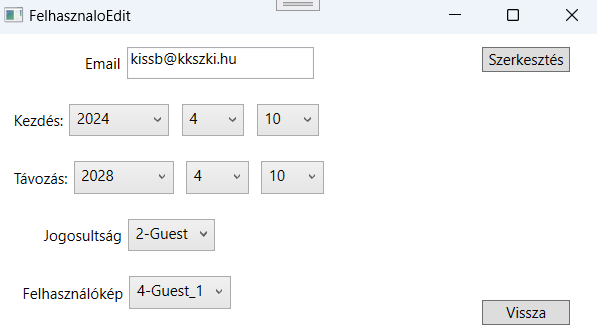 FelhasznaloEdit
Email kissb@kkszki.hu Szerkesztés
Kezdés: 2024 4 10
Távozás: 2028 4 10
Jogosultság 2-Guest
Felhasználókép 4-Guest_1
Vissza